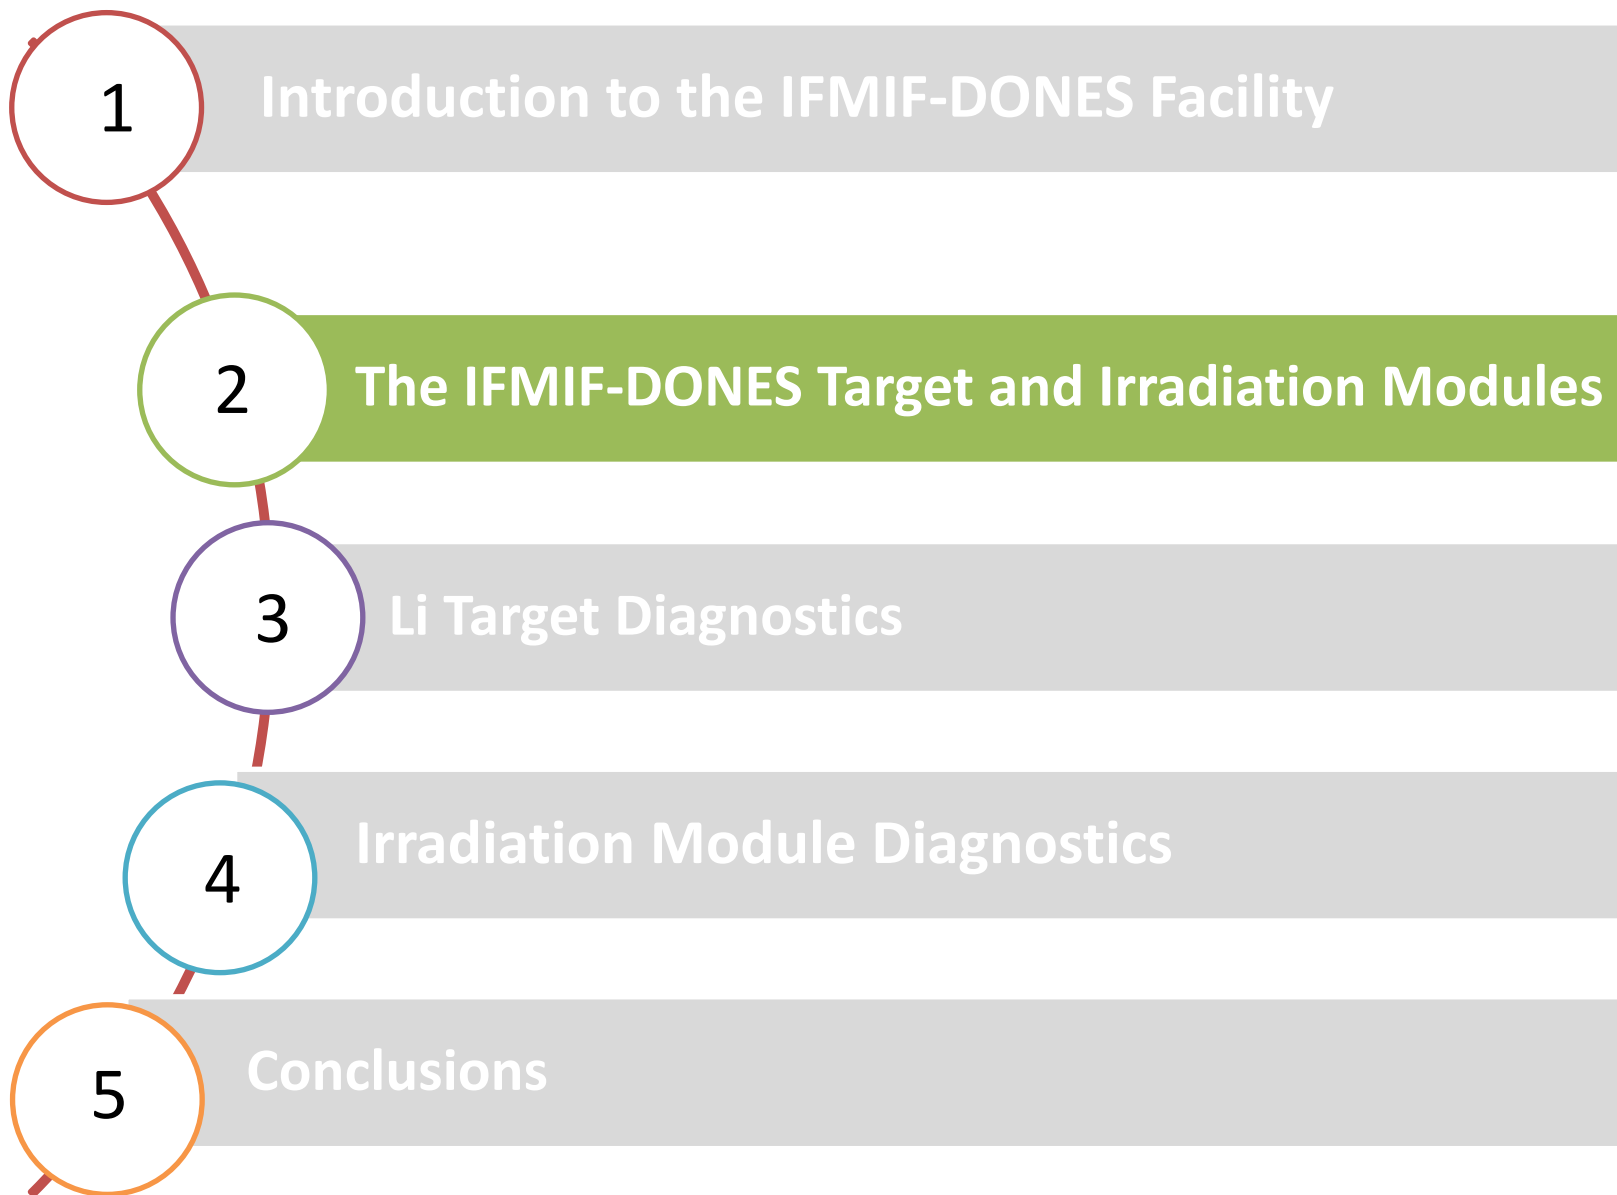 1
Introduction to the IFMIF-DONES Facility
2
The IFMIF-DONES Target and Irradiation Modules
3
Li Target Diagnostics
4
Irradiation Module Diagnostics
5
Conclusions